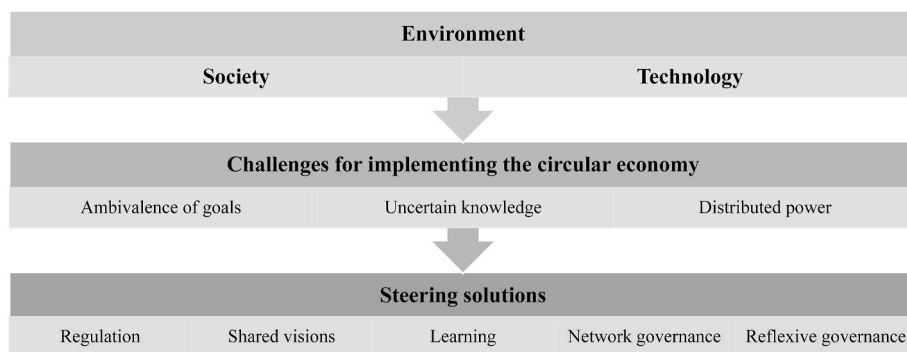 Environment
Society Technology
Challenges for implementing the circular economy
Ambivalence of goals Uncertain knowledge Distributed power
Steering solutions
Regulation Shared visions Learning Network governance Reflexive governance